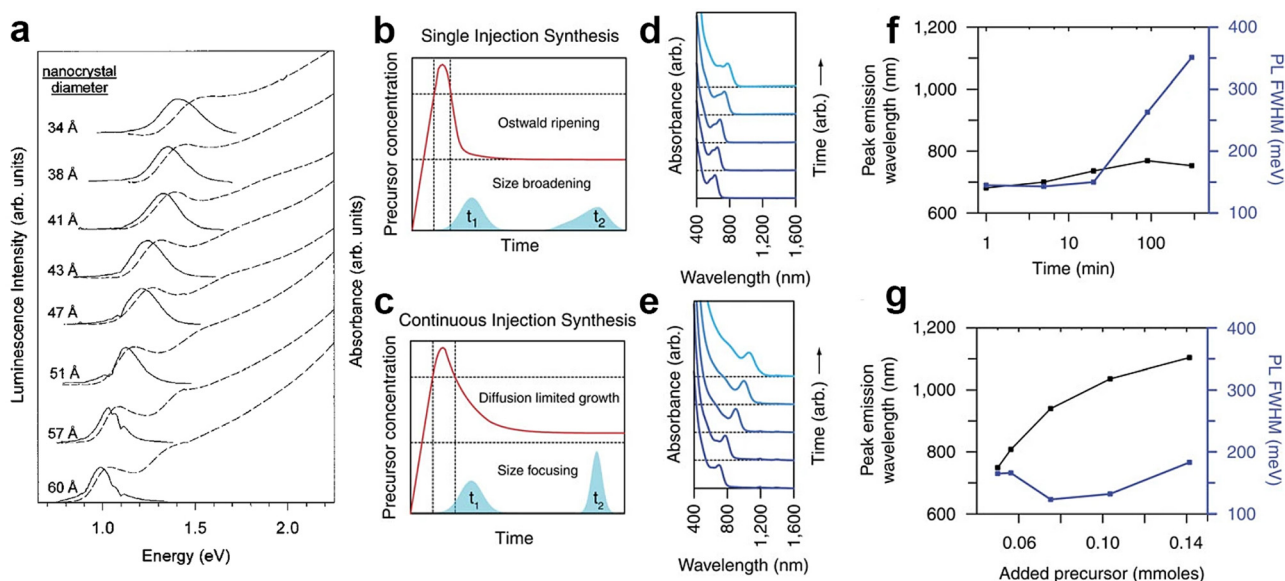 a
nanocrystal
diameter
34 Å
38 Å
41 Å
43 Å
47 Å
51 Å
57 Å
60 Å
Luminescence Intensity (arb. units)
Absorbance (arb. units)
1.0
1.5
2.0
Energy (eV)
b
Single Injection Synthesis
Precursor concentration
Ostwald ripening
Size broadening
t1
t2
Time
c
Continuous Injection Synthesis
Precursor concentration
Diffusion limited growth
Size focusing
t1
t2
Time
d
Absorbance (arb.)
Time (arb.)
400
800
1,200
1,600
Wavelength (nm)
e
Absorbance (arb.)
Time (arb.)
400
800
1,200
1,600
Wavelength (nm)
f
1,200
1,000
800
600
Peak emission
wavelength (nm)
400
300
200
100
PL FWHM
(meV)
1
10
100
Time (min)
g
1,200
1,000
800
600
Peak emission
wavelength (nm)
400
300
200
100
PL FWHM
(meV)
0.06
0.10
0.14
Added precursor (mmoles)